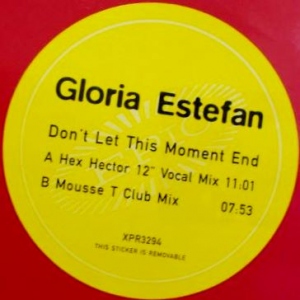 Gloria Estefan
Don't Let This Moment End
A Hex Hector 12" Vocal Mix 11:01
B Mousse T Club Mix 07:53
XPR3294
THIS STICKER IS REMOVABLE